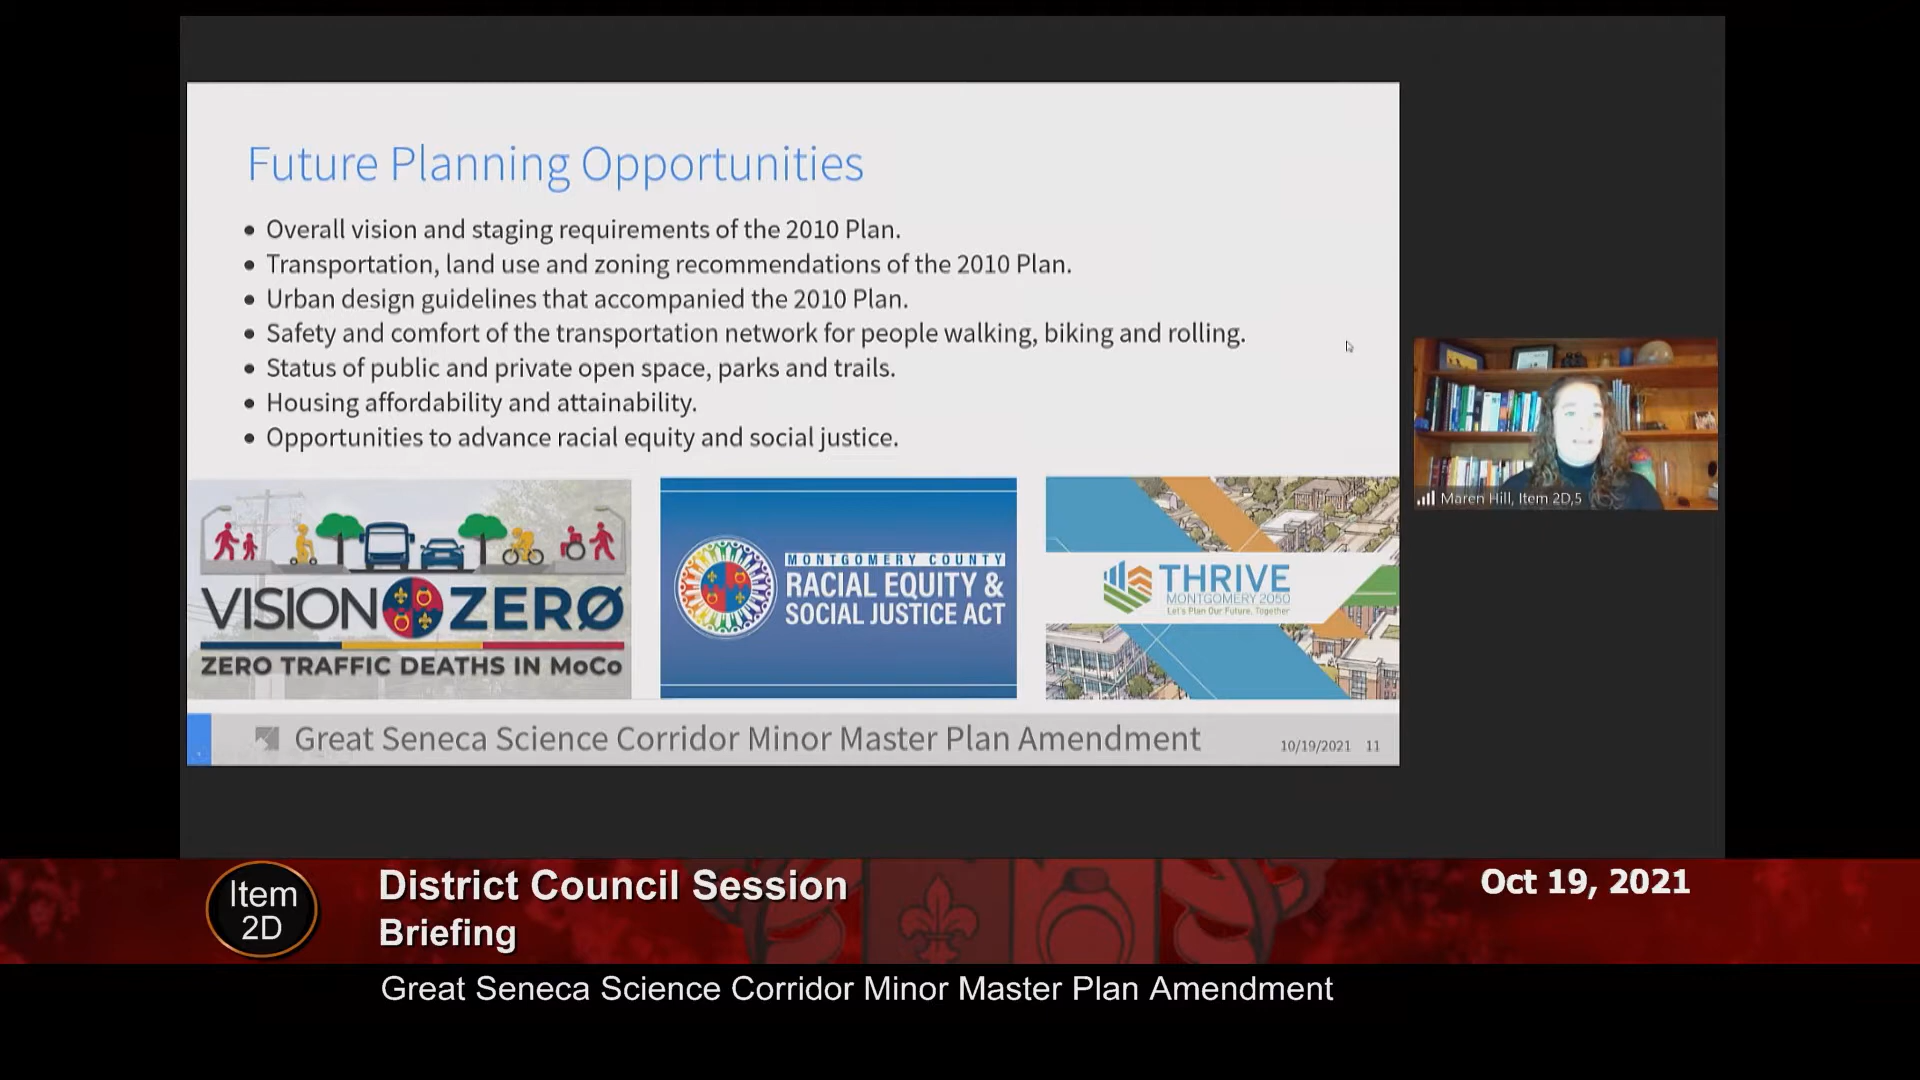 Future Planning Opportunities
• Overall vision and staging requirements of the 2010 Plan.
• Transportation, land use and zoning recommendations of the 2010 Plan.
• Urban design guidelines that accompanied the 2010 Plan.
• Safety and comfort of the transportation network for people walking, biking and rolling.
• Status of public and private open space, parks and trails.
• Housing affordability and attainability.
• Opportunities to advance racial equity and social justice.
VISION ZERØ
ZERO TRAFFIC DEATHS IN MoCo
MONTGOMERY COUNTY
RACIAL EQUITY &
SOCIAL JUSTICE ACT
THRIVE
MONTGOMERY 2050
Let's Plan Our Future. Together
Great Seneca Science Corridor Minor Master Plan Amendment
10/19/2021 11
Maren Hill, Item 2D,5
Item
2D
District Council Session
Briefing
Oct 19, 2021
Great Seneca Science Corridor Minor Master Plan Amendment